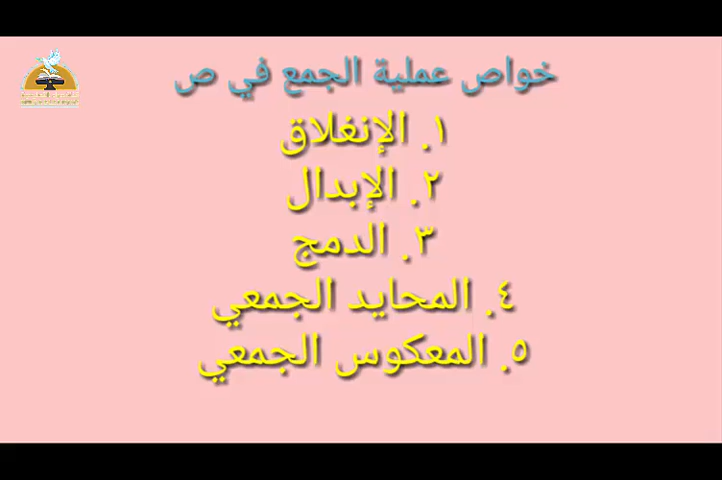 خواص عملية الجمع في ص
١. الإنغلاق
٢. الإبدال
٣. الدمج
٤. المحايد الجمعي
٥. المعكوس الجمعي